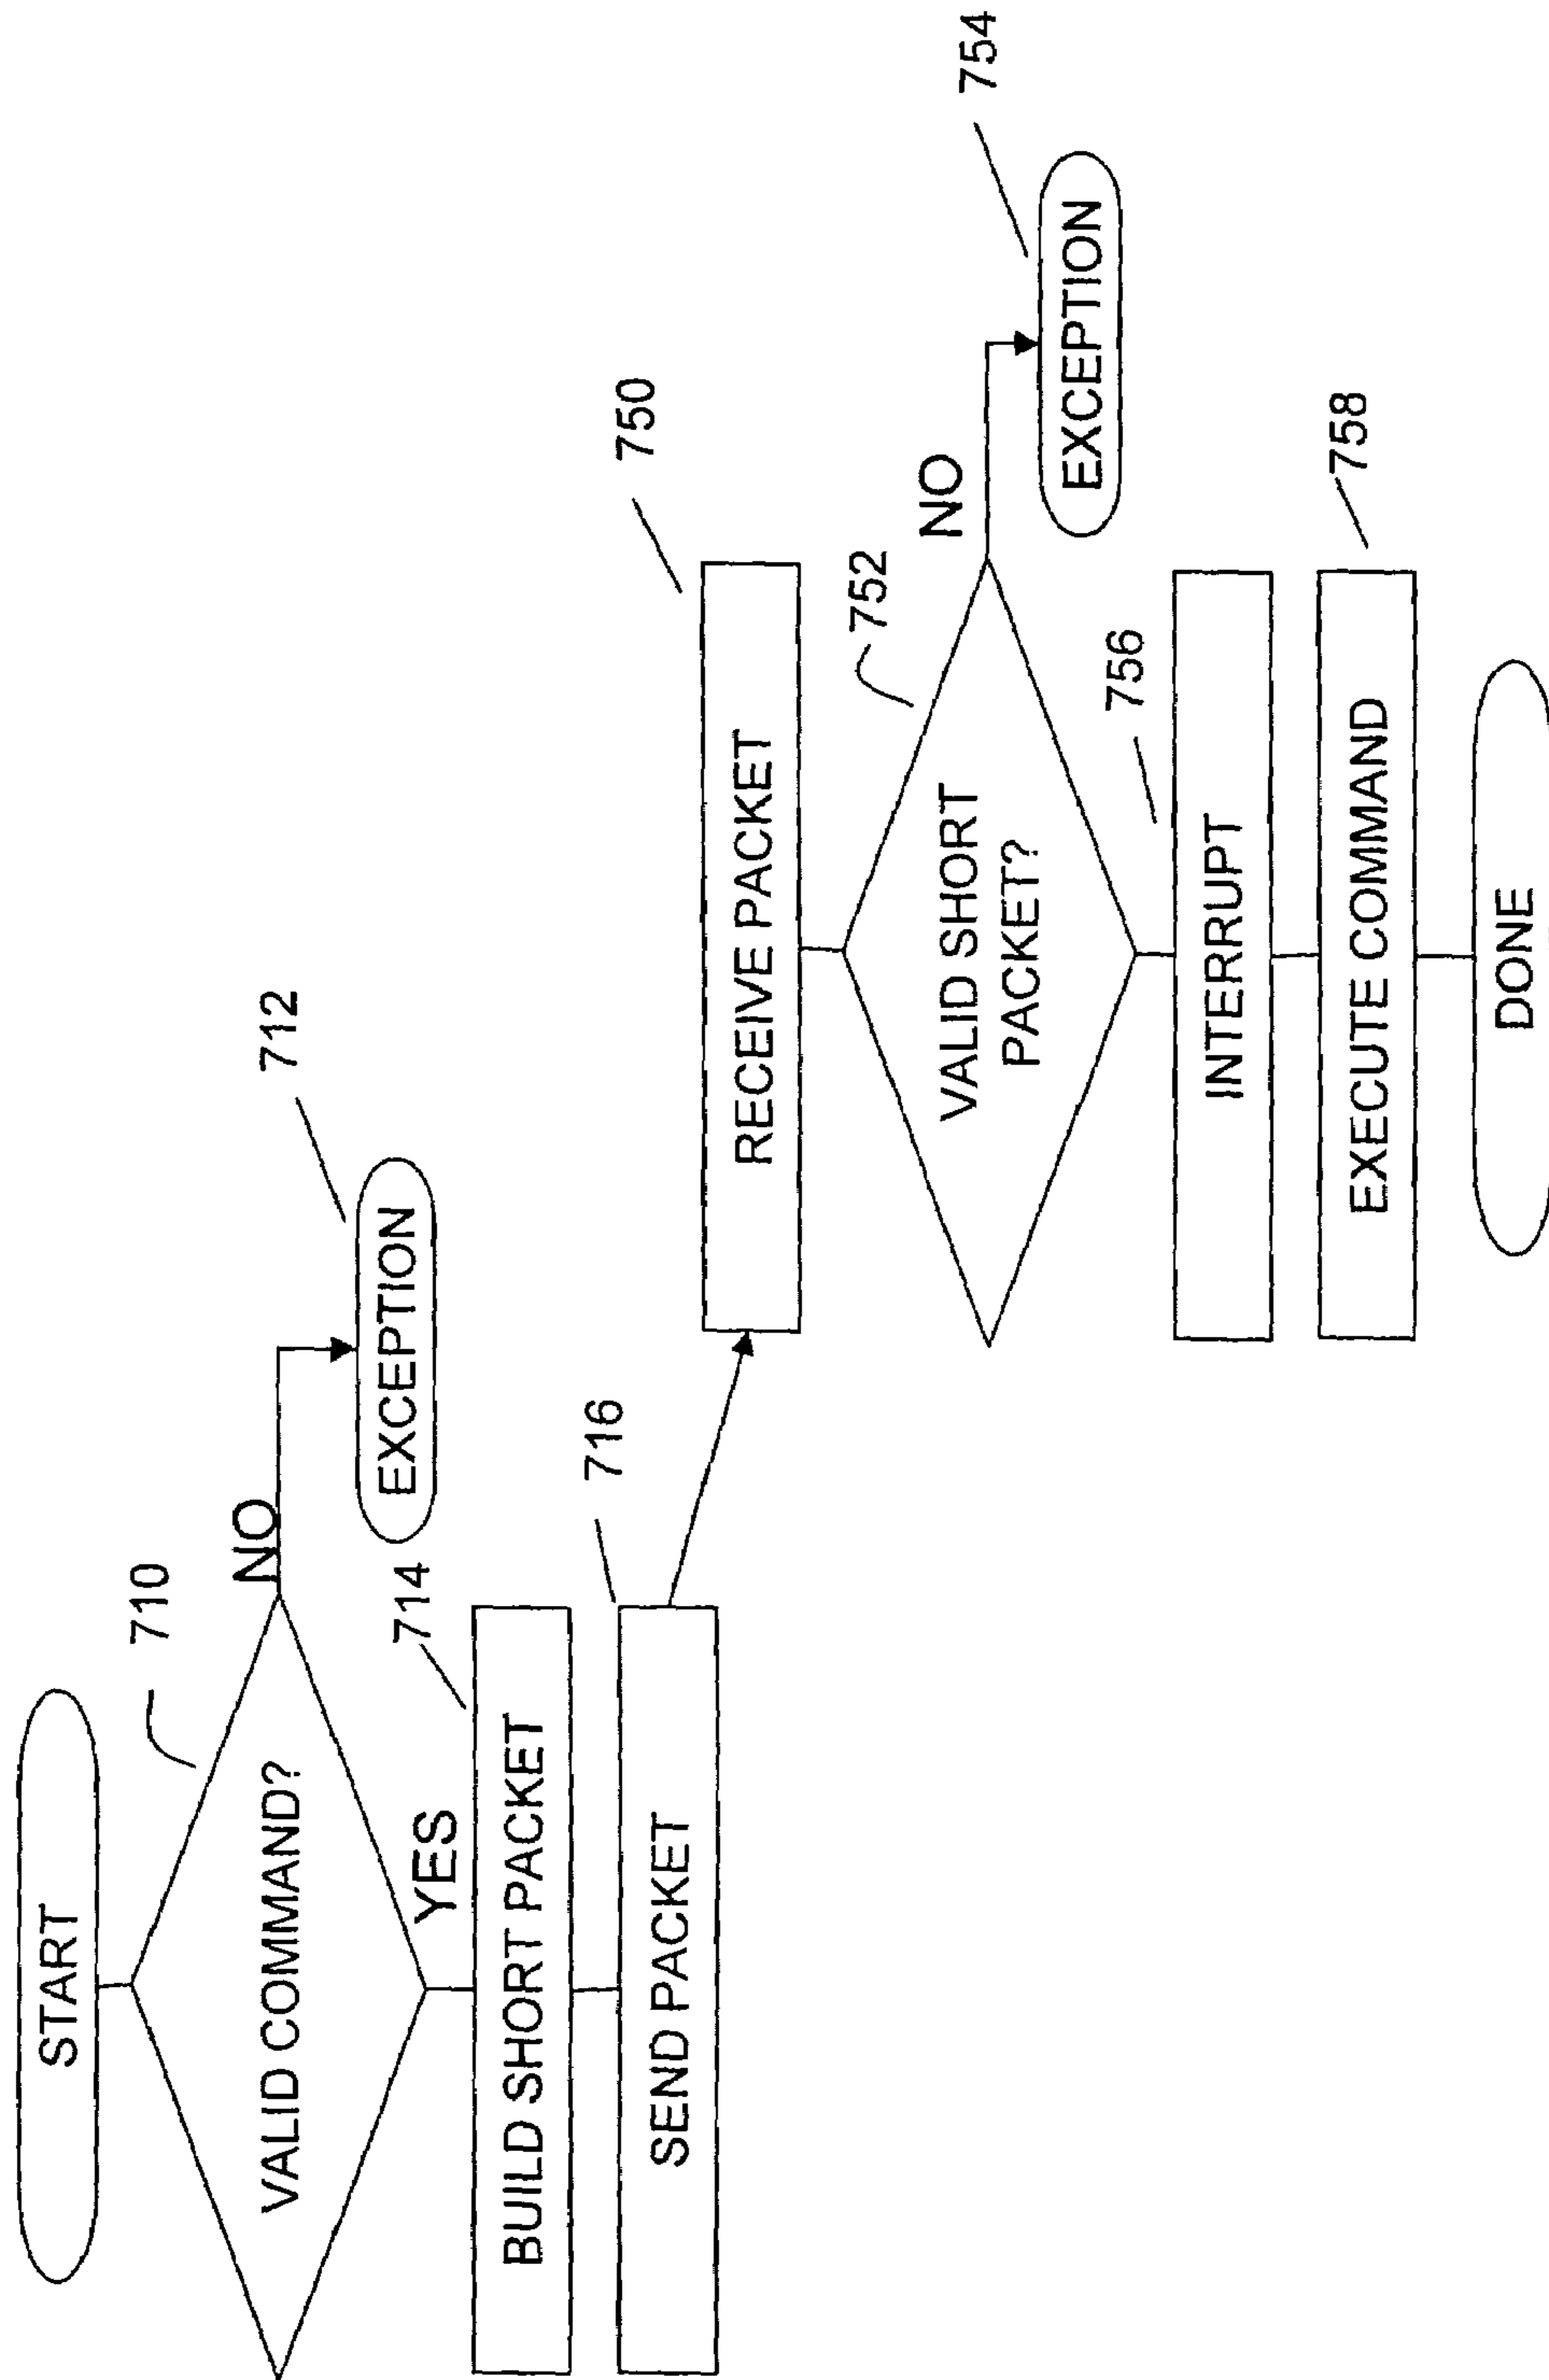 START
710
VALID COMMAND?
NO
712
EXCEPTION
YES
714
BUILD SHORT PACKET
716
SEND PACKET
750
RECEIVE PACKET
752
VALID SHORT
PACKET?
NO
754
EXCEPTION
756
INTERRUPT
758
EXECUTE COMMAND
DONE